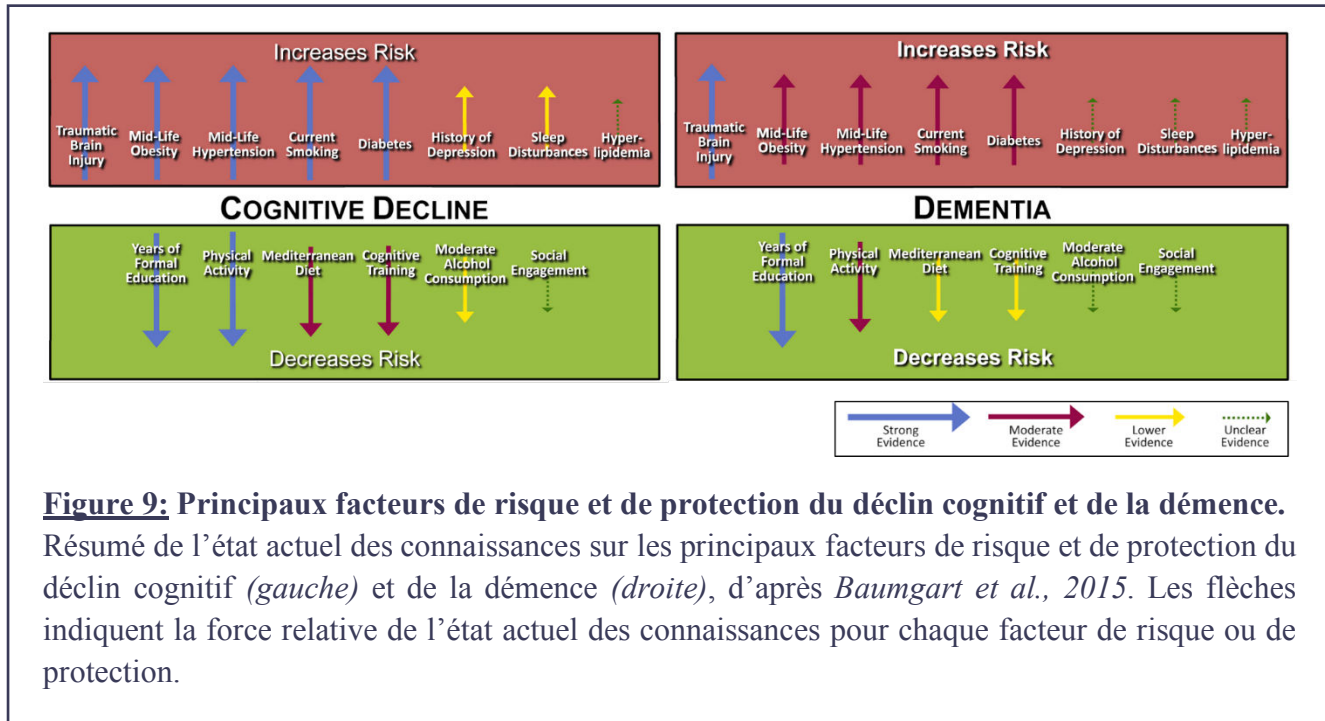 Increases Risk
Traumatic
Brain
Injury
Mid-Life
Obesity
Mid-Life
Hypertension
Current
Smoking
Diabetes
History of
Depression
Sleep
Disturbances
Hyper-
lipidemia
COGNITIVE DECLINE
Years of
Formal
Education
Physical
Activity
Mediterranean
Diet
Cognitive
Training
Moderate
Alcohol
Consumption
Social
Engagement
Decreases Risk
Increases Risk
Traumatic
Brain
Injury
Mid-Life
Obesity
Mid-Life
Hypertension
Current
Smoking
Diabetes
History of
Depression
Sleep
Disturbances
Hyper-
lipidemia
DEMENTIA
Years of
Formal
Education
Physical
Activity
Mediterranean
Diet
Cognitive
Training
Moderate
Alcohol
Consumption
Social
Engagement
Decreases Risk
Strong
Evidence
Moderate
Evidence
Lower
Evidence
Unclear
Evidence
Figure 9: Principaux facteurs de risque et de protection du déclin cognitif et de la démence.
Résumé de l’état actuel des connaissances sur les principaux facteurs de risque et de protection du
déclin cognitif (gauche) et de la démence (droite), d’après Baumgart et al., 2015. Les flèches
indiquent la force relative de l’état actuel des connaissances pour chaque facteur de risque ou de
protection.